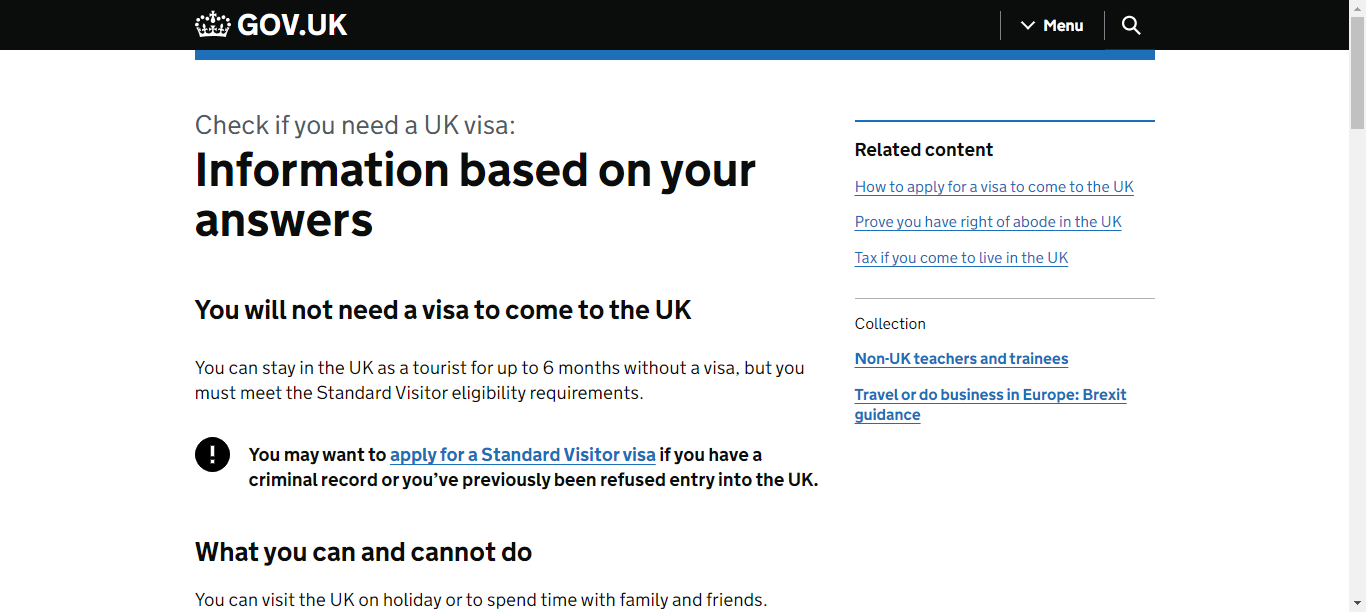 GOV.UK
Menu
Check if you need a UK visa:
Information based on your
answers
You will not need a visa to come to the UK
You can stay in the UK as a tourist for up to 6 months without a visa, but you
must meet the Standard Visitor eligibility requirements.
!
You may want to apply for a Standard Visitor visa if you have a
criminal record or you’ve previously been refused entry into the UK.
What you can and cannot do
You can visit the UK on holiday or to spend time with family and friends.
Related content
How to apply for a visa to come to the UK
Prove you have right of abode in the UK
Tax if you come to live in the UK
Collection
Non-UK teachers and trainees
Travel or do business in Europe: Brexit
guidance